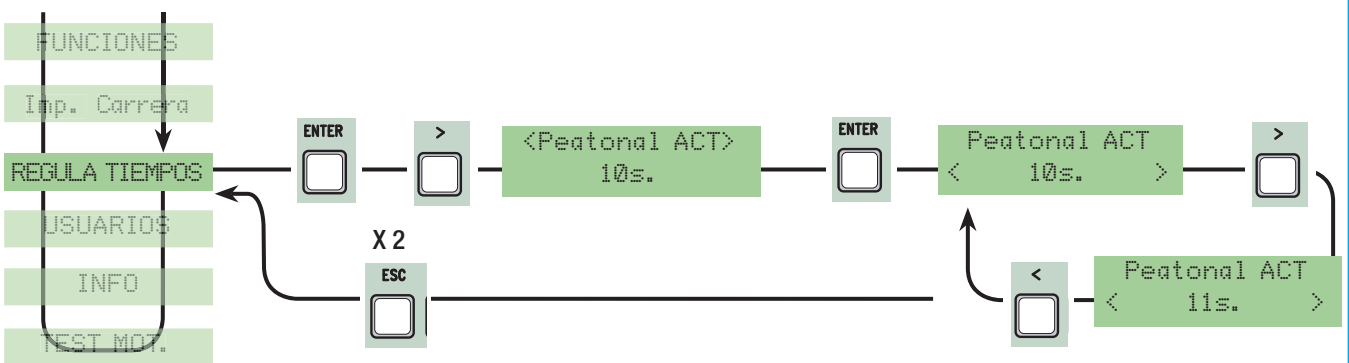 FUNCIONES
Imp. Carrera
REGULA TIEMPOS
USUARIOS
INFO
TEST MOT.
ENTER
>
<Peatonal ACT>
10s.
ENTER
Peatonal ACT
< 10s. >
>
X 2
ESC
<
Peatonal ACT
< 11s. >